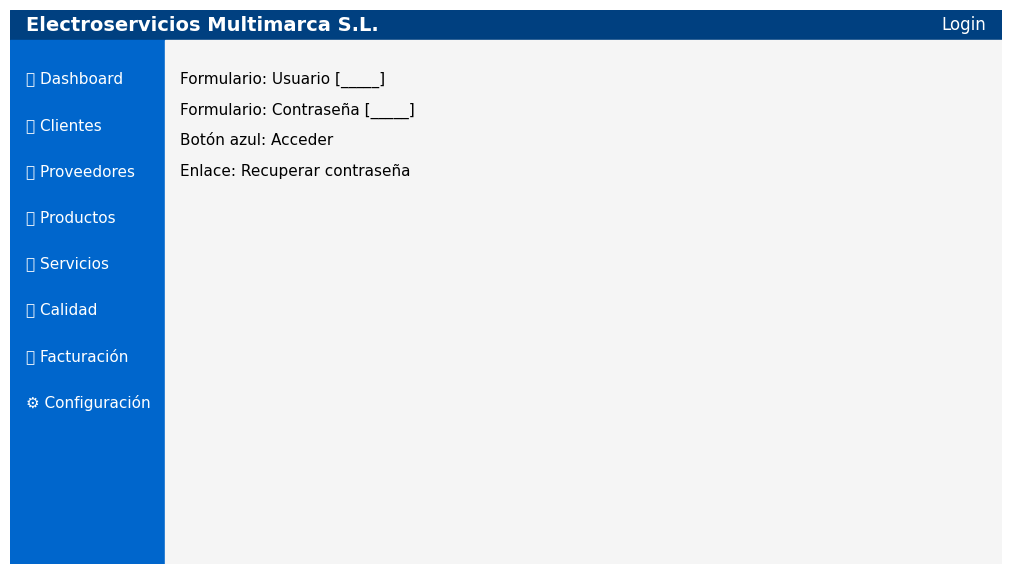 Electroservicios Multimarca S.L.
Login
Dashboard
Clientes
Proveedores
Productos
Servicios
Calidad
Facturación
⚙ Configuración
Formulario: Usuario [_____]
Formulario: Contraseña [_____]
Botón azul: Acceder
Enlace: Recuperar contraseña